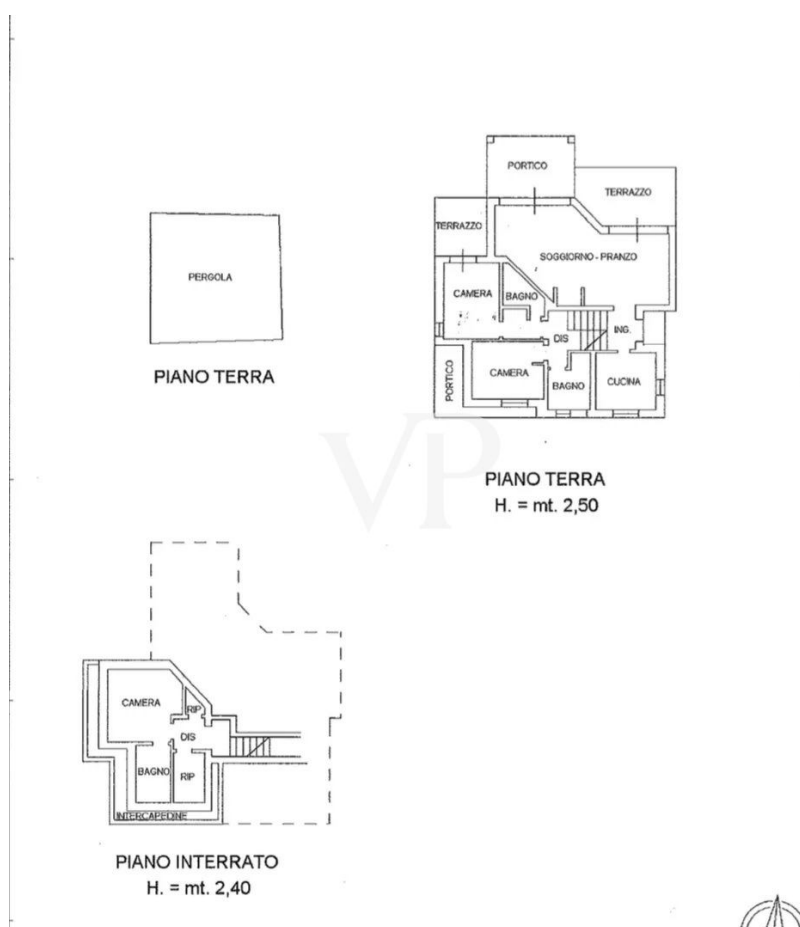 PORTICO
TERRAZZO
TERRAZZO
SOGGIORNO - PRANZO
CAMERA
BAGNO
DIS
ING.
CAMERA
BAGNO
CUCINA
PORTICO
PIANO TERRA
H. = mt. 2,50
PERGOLA
PIANO TERRA
CAMERA
RIP
DIS
BAGNO
RIP
INTERCAPEDINE
PIANO INTERRATO
H. = mt. 2,40
VP